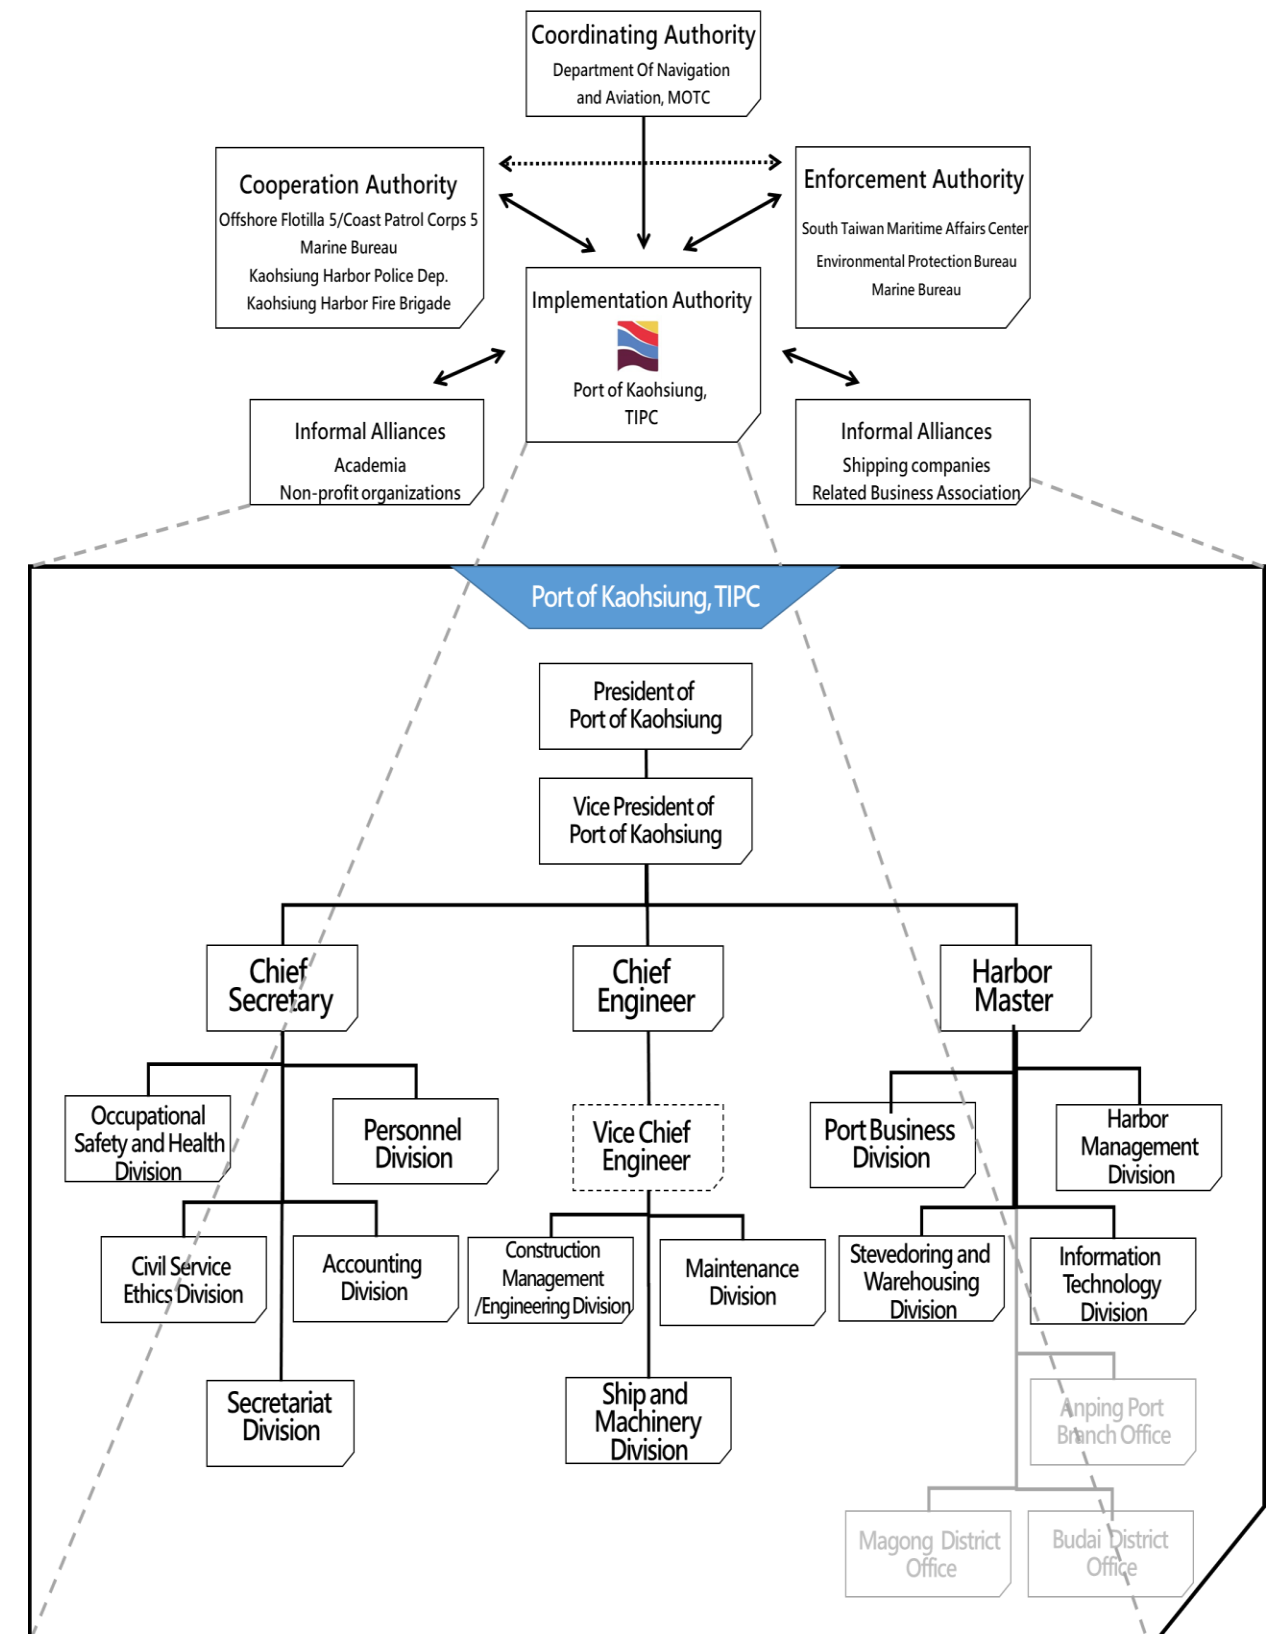 Coordinating Authority
Department Of Navigation
and Aviation, MOTC
Cooperation Authority
Offshore Flotilla 5/Coast Patrol Corps 5
Marine Bureau
Kaohsiung Harbor Police Dep.
Kaohsiung Harbor Fire Brigade
Enforcement Authority
South Taiwan Maritime Affairs Center
Environmental Protection Bureau
Marine Bureau
Implementation Authority
Port of Kaohsiung,
TIPC
Informal Alliances
Academia
Non-profit organizations
Informal Alliances
Shipping companies
Related Business Association
Port of Kaohsiung, TIPC
President of
Port of Kaohsiung
Vice President of
Port of Kaohsiung
Chief
Secretary
Chief
Engineer
Harbor
Master
Occupational
Safety and Health
Division
Personnel
Division
Vice Chief
Engineer
Port Business
Division
Harbor
Management
Division
Civil Service
Ethics Division
Accounting
Division
Construction
Management
/Engineering Division
Maintenance
Division
Stevedoring and
Warehousing
Division
Information
Technology
Division
Secretariat
Division
Ship and
Machinery
Division
Anping Port
Branch Office
Magong District
Office
Budai District
Office